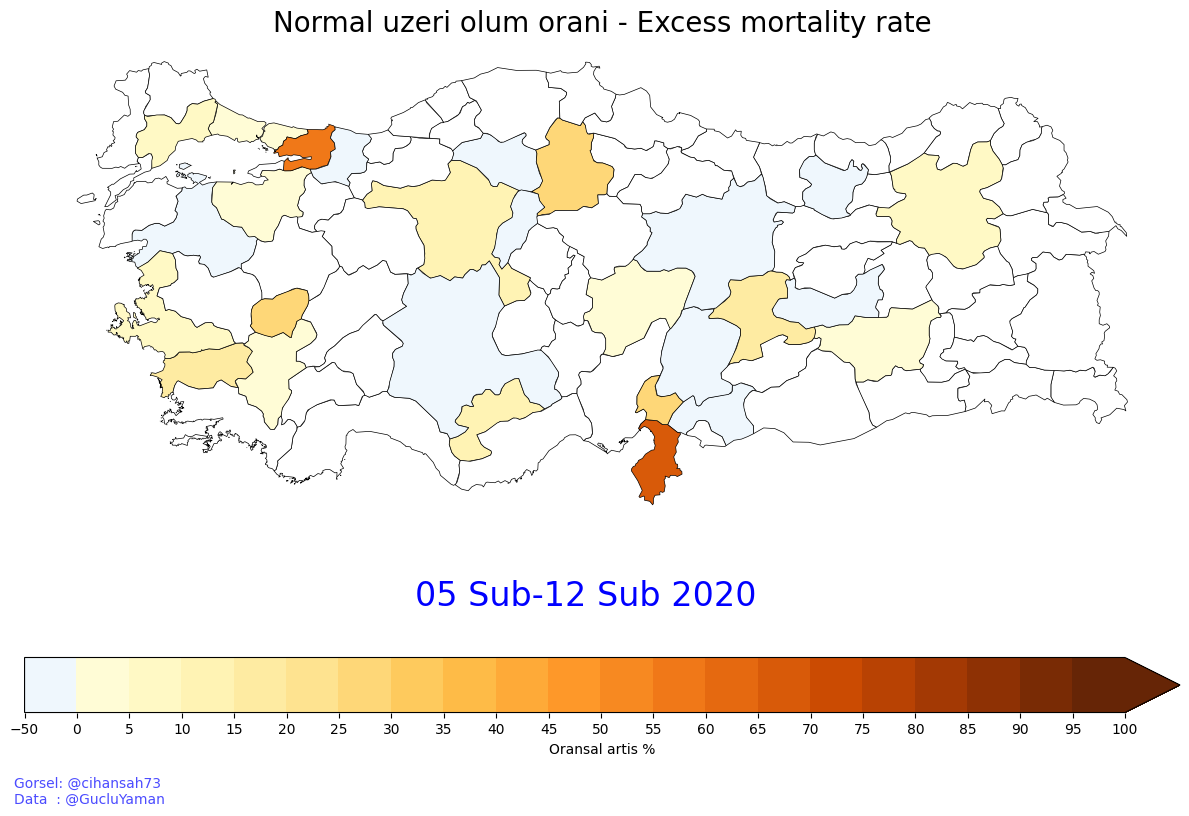 Normal uzeri olum orani - Excess mortality rate
05 Sub-12 Sub 2020
−50 0 5 10 15 20 25 30 35 40 45 50 55 60 65 70 75 80 85 90 95 100
Oransal artis %
Gorsel: @cihansah73
Data : @GucluYaman